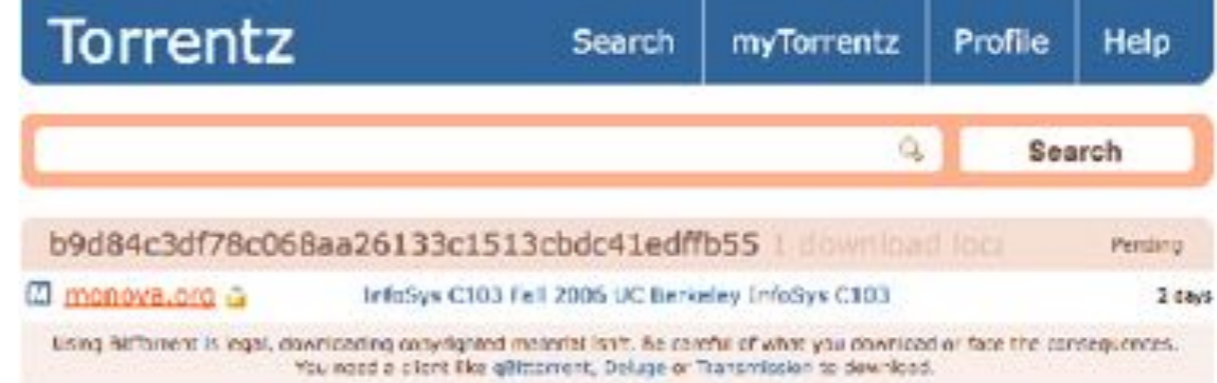 Torrentz Search myTorrentz Profile Help
Search
b9d84c3df78c068aa26133c1513cbdc41edffb55 1 download loca Pending
monova.org InfoSys C103 Fall 2006 UC Berkeley InfoSys C103 2 days
Using BitTorrent is legal, downloading copyrighted material isn't. Be careful of what you download or face the consequences.
You need a client like qBittorrent, Deluge or Transmission to download.